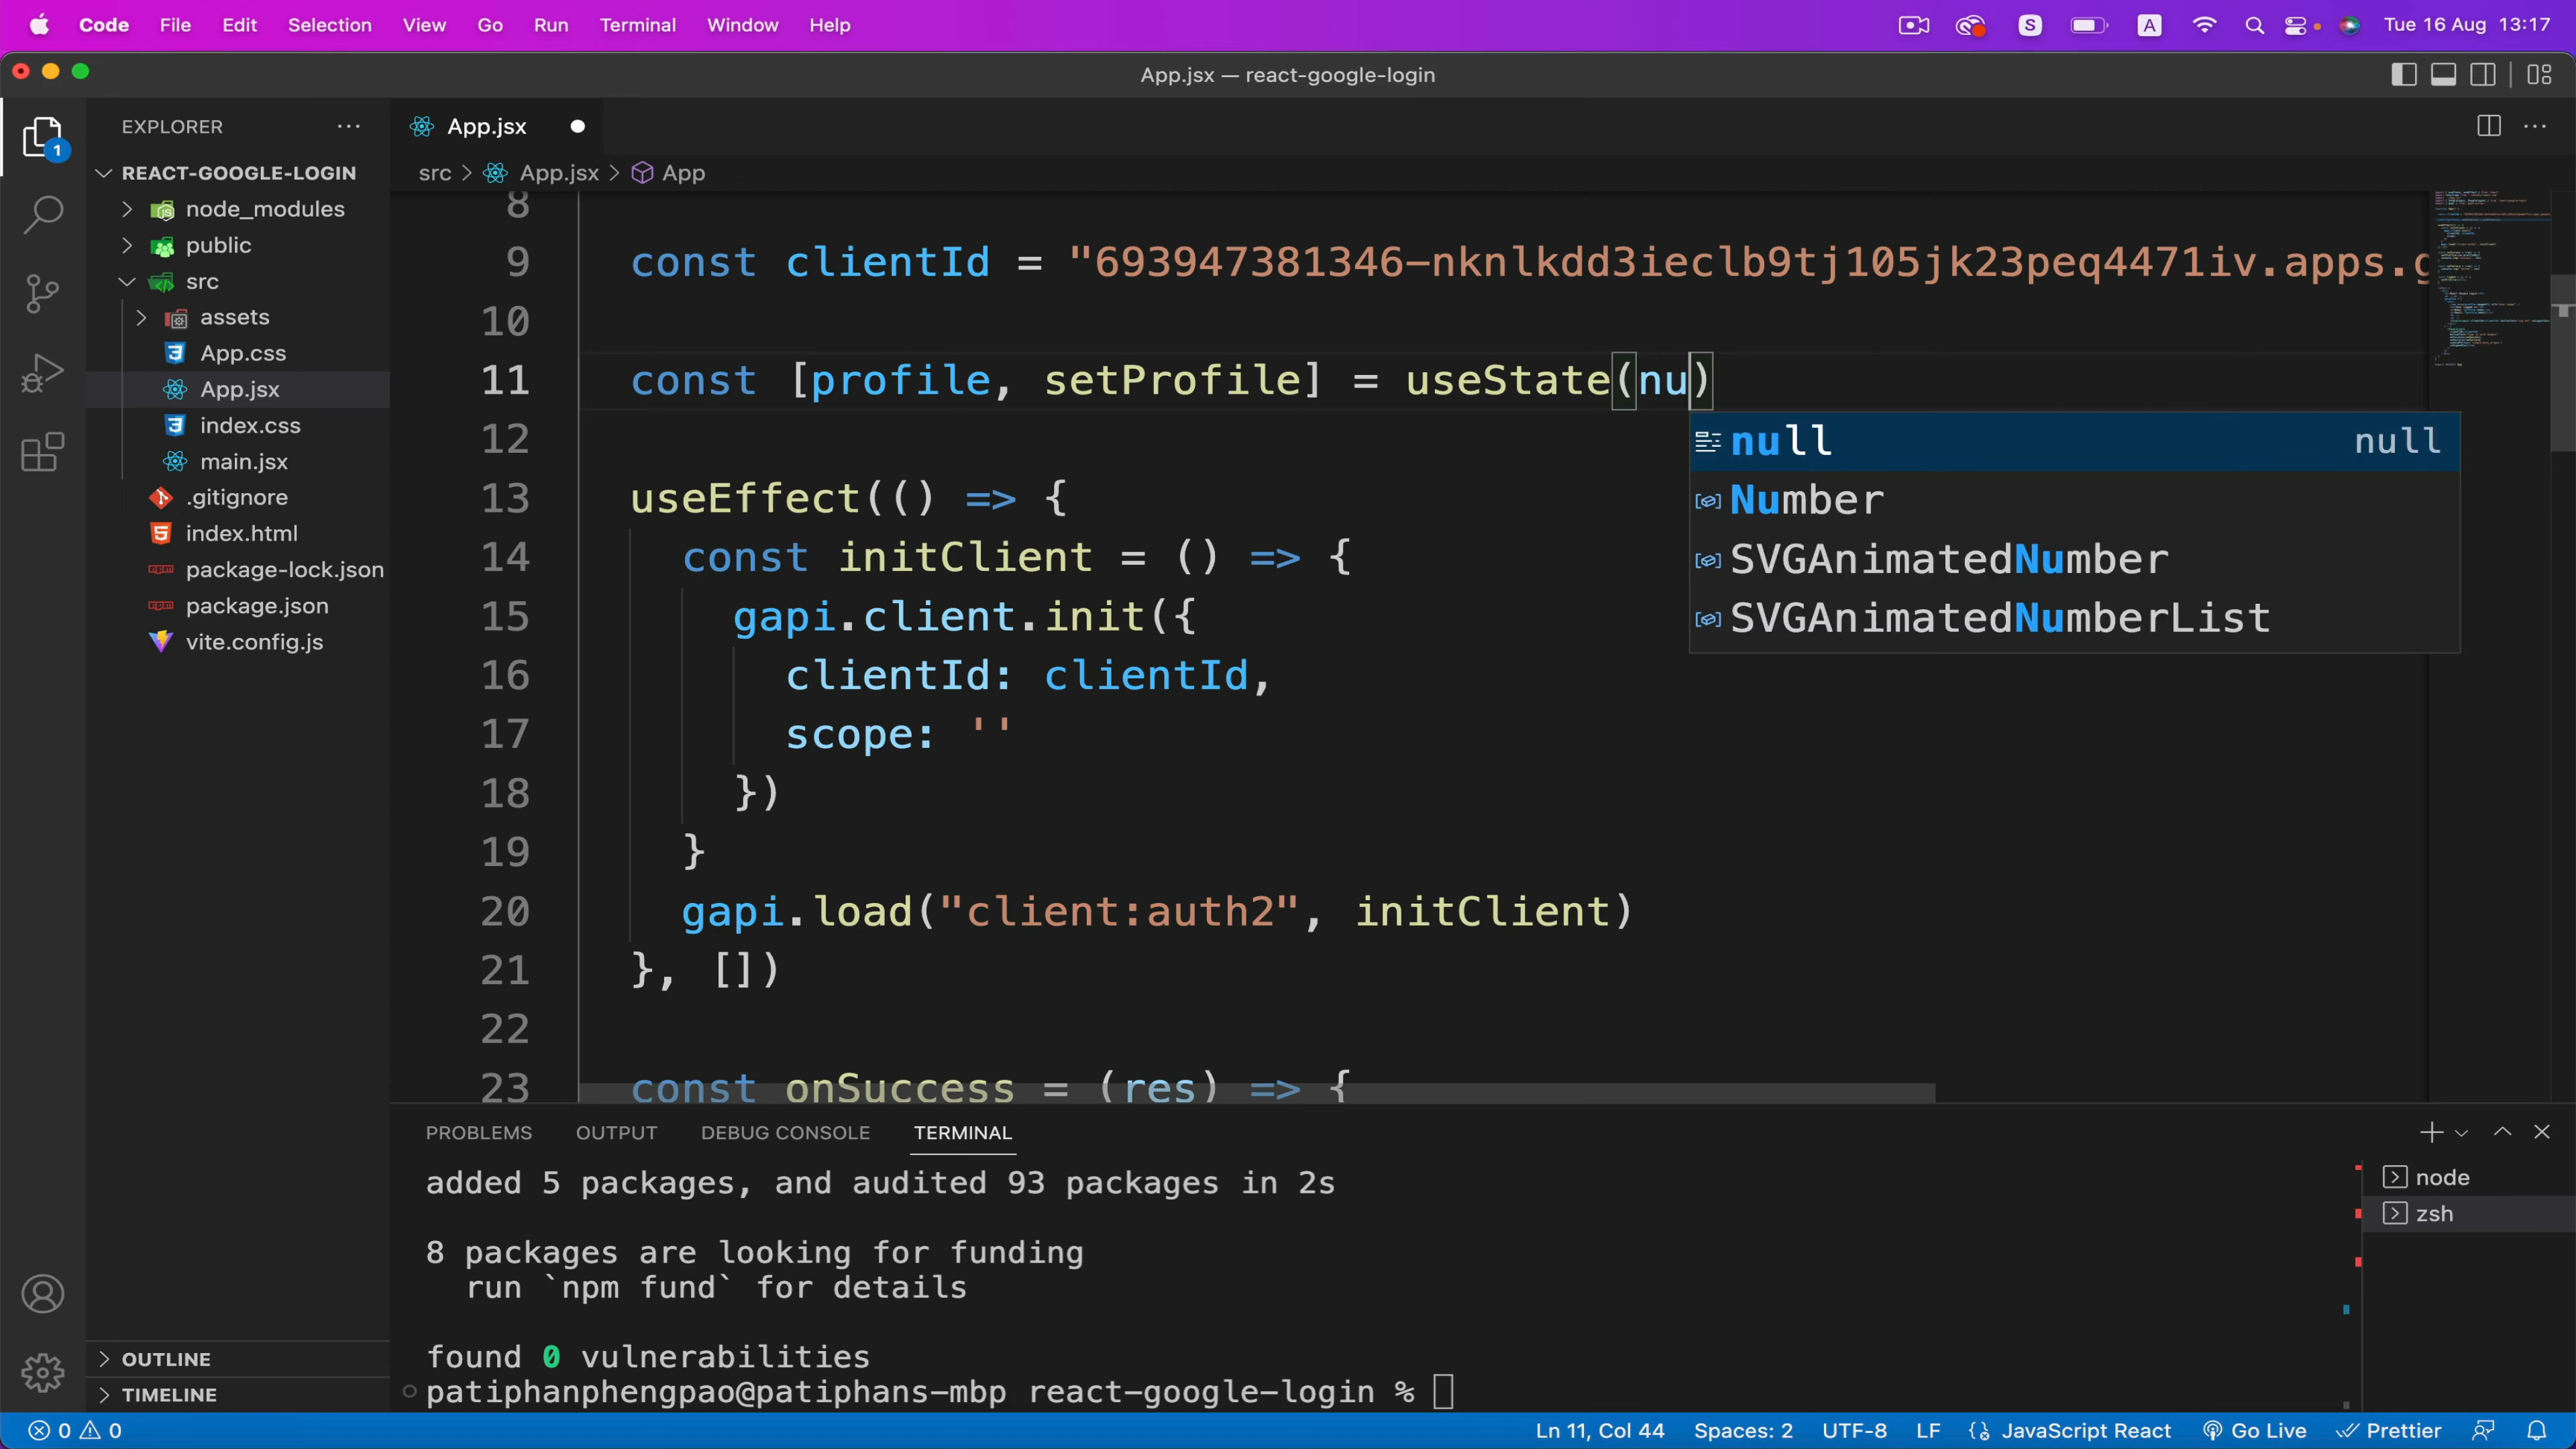 Code File Edit Selection View Go Run Terminal Window Help
S A Tue 16 Aug 13:17
App.jsx — react-google-login
1
EXPLORER ...
App.jsx
...
src > App.jsx > App
REACT-GOOGLE-LOGIN
node_modules
public
src
assets
App.css
App.jsx
index.css
main.jsx
.gitignore
index.html
package-lock.json
package.json
vite.config.js
OUTLINE
TIMELINE
8
9 const clientId = "693947381346-nknlkdd3ieclb9tj105jk23peq4471iv.apps.g
10
11 const [profile, setProfile] = useState(nu)
12
13 useEffect(() => {
14 const initClient = () => {
15 gapi.client.init({
16 clientId: clientId,
17 scope: ''
18 })
19 }
20 gapi.load("client:auth2", initClient)
21 }, [])
22
23 const onSuccess = (res) => {
null null
Number
SVGAnimatedNumber
SVGAnimatedNumberList
PROBLEMS OUTPUT DEBUG CONSOLE TERMINAL
added 5 packages, and audited 93 packages in 2s
8 packages are looking for funding
run `npm fund` for details
found 0 vulnerabilities
patiphanphengpao@patiphans-mbp react-google-login %
node
zsh
0 0
Ln 11, Col 44 Spaces: 2 UTF-8 LF JavaScript React Go Live Prettier